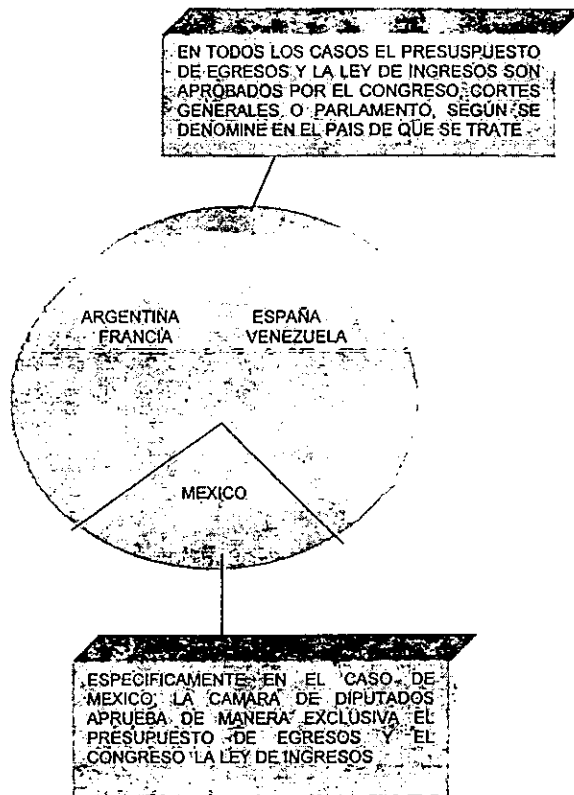 EN TODOS LOS CASOS EL PRESUSPUESTO
DE EGRESOS Y LA LEY DE INGRESOS SON
APROBADOS POR EL CONGRESO, CORTES
GENERALES O PARLAMENTO, SEGÚN SE
DENOMINE EN EL PAIS DE QUE SE TRATE
ARGENTINA ESPAÑA
FRANCIA VENEZUELA
MEXICO
ESPECIFICAMENTE EN EL CASO DE
MEXICO, LA CAMARA DE DIPUTADOS
APRUEBA DE MANERA EXCLUSIVA EL
PRESUPUESTO DE EGRESOS Y EL
CONGRESO LA LEY DE INGRESOS